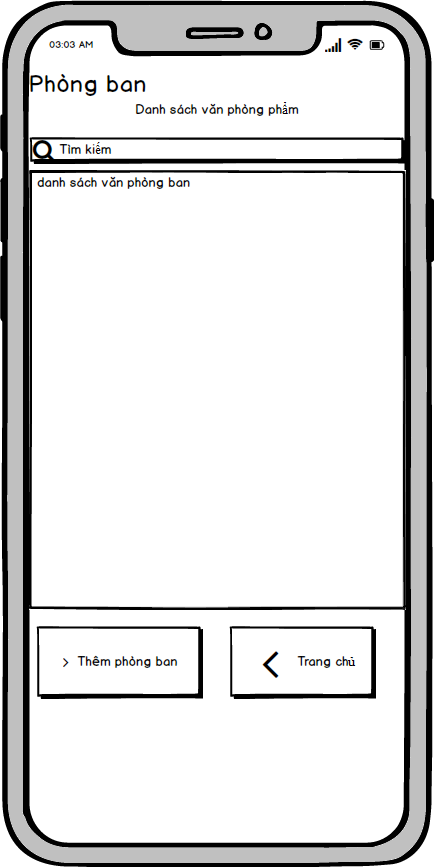 03:03 AM
Phòng ban
Danh sách văn phòng phẩm
Tìm kiếm
danh sách văn phòng ban
Thêm phòng ban
Trang chủ